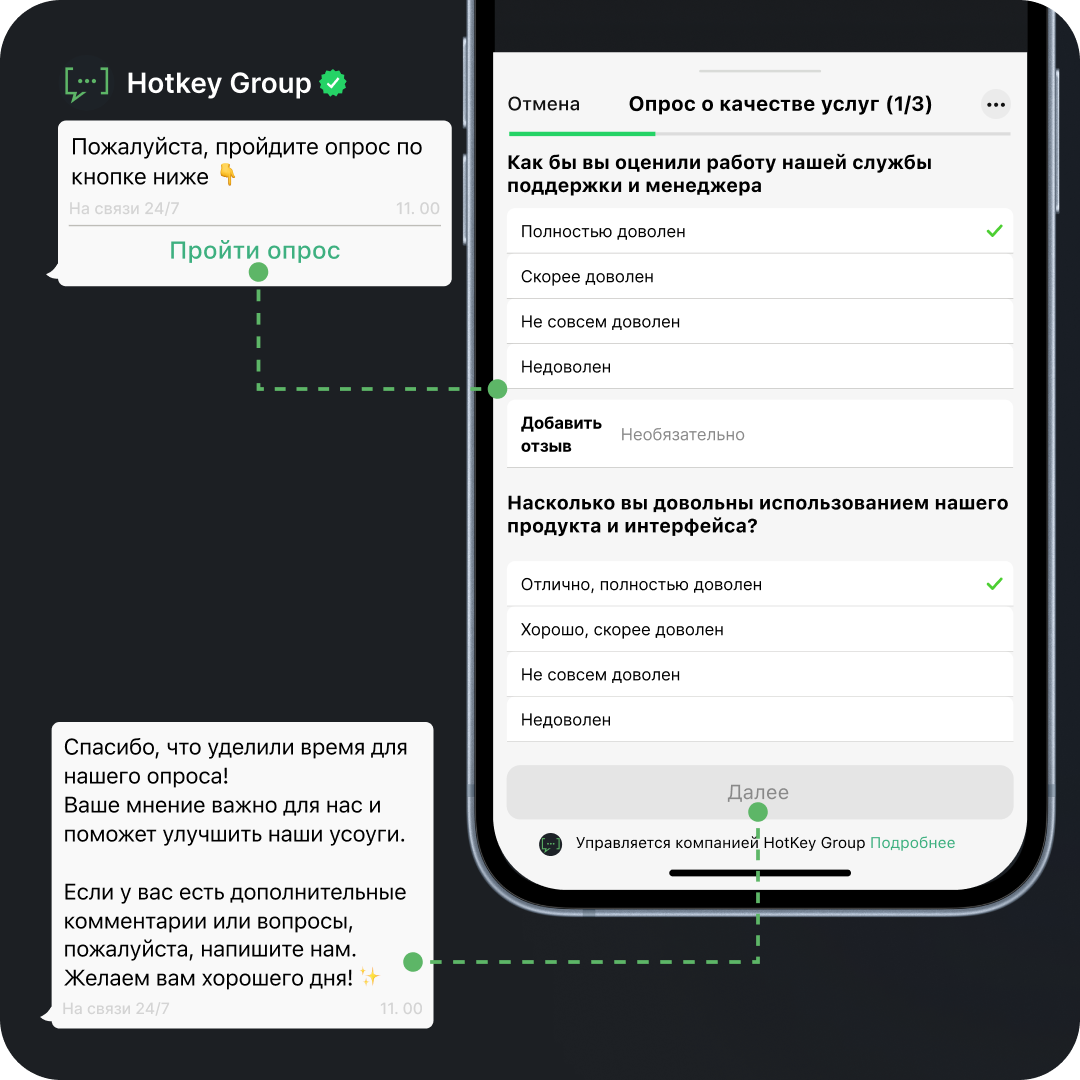 Hotkey Group
Пожалуйста, пройдите опрос по
кнопке ниже 👇
На связи 24/7
11. 00
Пройти опрос
Отмена
Опрос о качестве услуг (1/3)
Как бы вы оценили работу нашей службы
поддержки и менеджера
Полностью доволен
Скорее доволен
Не совсем доволен
Недоволен
Добавить
отзыв
Необязательно
Насколько вы довольны использованием нашего
продукта и интерфейса?
Отлично, полностью доволен
Хорошо, скорее доволен
Не совсем доволен
Недоволен
Далее
Управляется компанией HotKey Group Подробнее
Спасибо, что уделили время для
нашего опроса!
Ваше мнение важно для нас и
поможет улучшить наши усоуги.
Если у вас есть дополнительные
комментарии или вопросы,
пожалуйста, напишите нам.
Желаем вам хорошего дня! ✨
На связи 24/7
11. 00